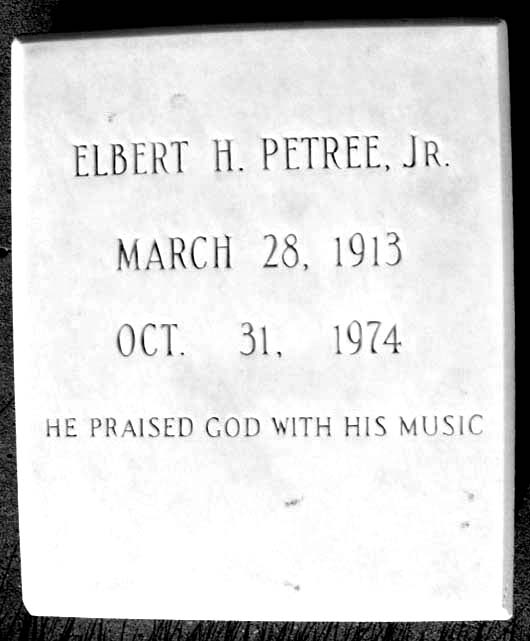 ELBERT H. PETREE, JR.
MARCH 28, 1913
OCT. 31, 1974
HE PRAISED GOD WITH HIS MUSIC